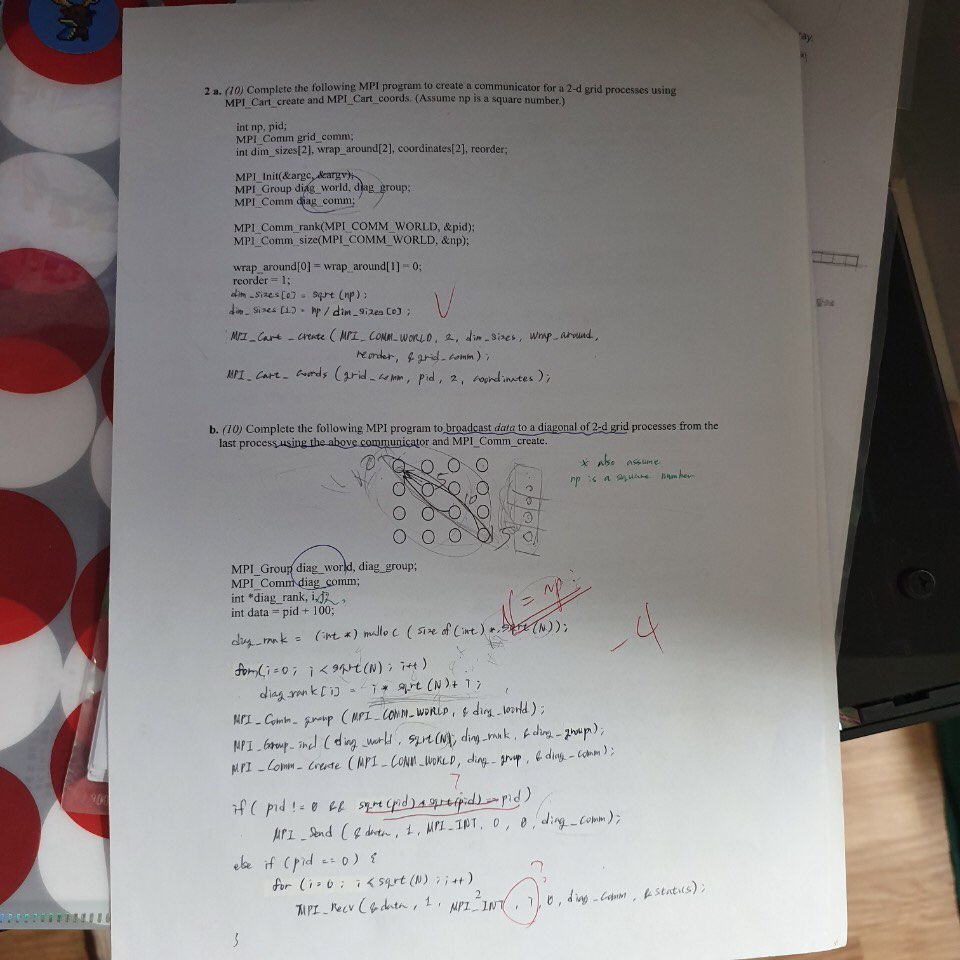 2 a. (10) Complete the following MPI program to create a communicator for a 2-d grid processes using
MPI_Cart_create and MPI_Cart_coords. (Assume np is a square number.)
int np, pid;
MPI_Comm grid_comm;
int dim_sizes[2], wrap_around[2], coordinates[2], reorder;
MPI_Init(&argc, &argv);
MPI_Group diag_world, diag_group;
MPI_Comm diag_comm;
MPI_Comm_rank(MPI_COMM_WORLD, &pid);
MPI_Comm_size(MPI_COMM_WORLD, &np);
wrap_around[0] = wrap_around[1] = 0;
reorder = 1;
dim_sizes[0] = sqrt(np);
dim_sizes[1] = np / dim_sizes[0];
MPI_Cart_create (MPI_COMM_WORLD, 2, dim_sizes, wrap_around,
reorder, &grid_comm);
MPI_Cart_coords (grid_comm, pid, 2, coordinates);
b. (10) Complete the following MPI program to broadcast data to a diagonal of 2-d grid processes from the
last process using the above communicator and MPI_Comm_create.
* also assume
np is a square number
MPI_Group diag_world, diag_group;
MPI_Comm diag_comm;
int *diag_rank, i,
int data = pid + 100;
N = np;
diag_rank = (int *) malloc (size of (int) * sqrt(N));
-4
for(i=0; i<sqrt(N); i++)
diag_rank[i] = i * sqrt(N) + i;
MPI_Comm_group (MPI_COMM_WORLD, &diag_world);
MPI_Group_incl (diag_world, sqrt(N), diag_rank, &diag_group);
MPI_Comm_create (MPI_COMM_WORLD, diag_group, &diag_comm);
if( pid != 0 && sqrt(pid) * sqrt(pid) == pid)
MPI_Send (&data, 1, MPI_INT, 0, 0, diag_comm);
else if (pid == 0) {
for (i=0; i<sqrt(N); i++)
MPI_Recv (&data, 1, MPI_INT, i, 0, diag_comm, &status);
}